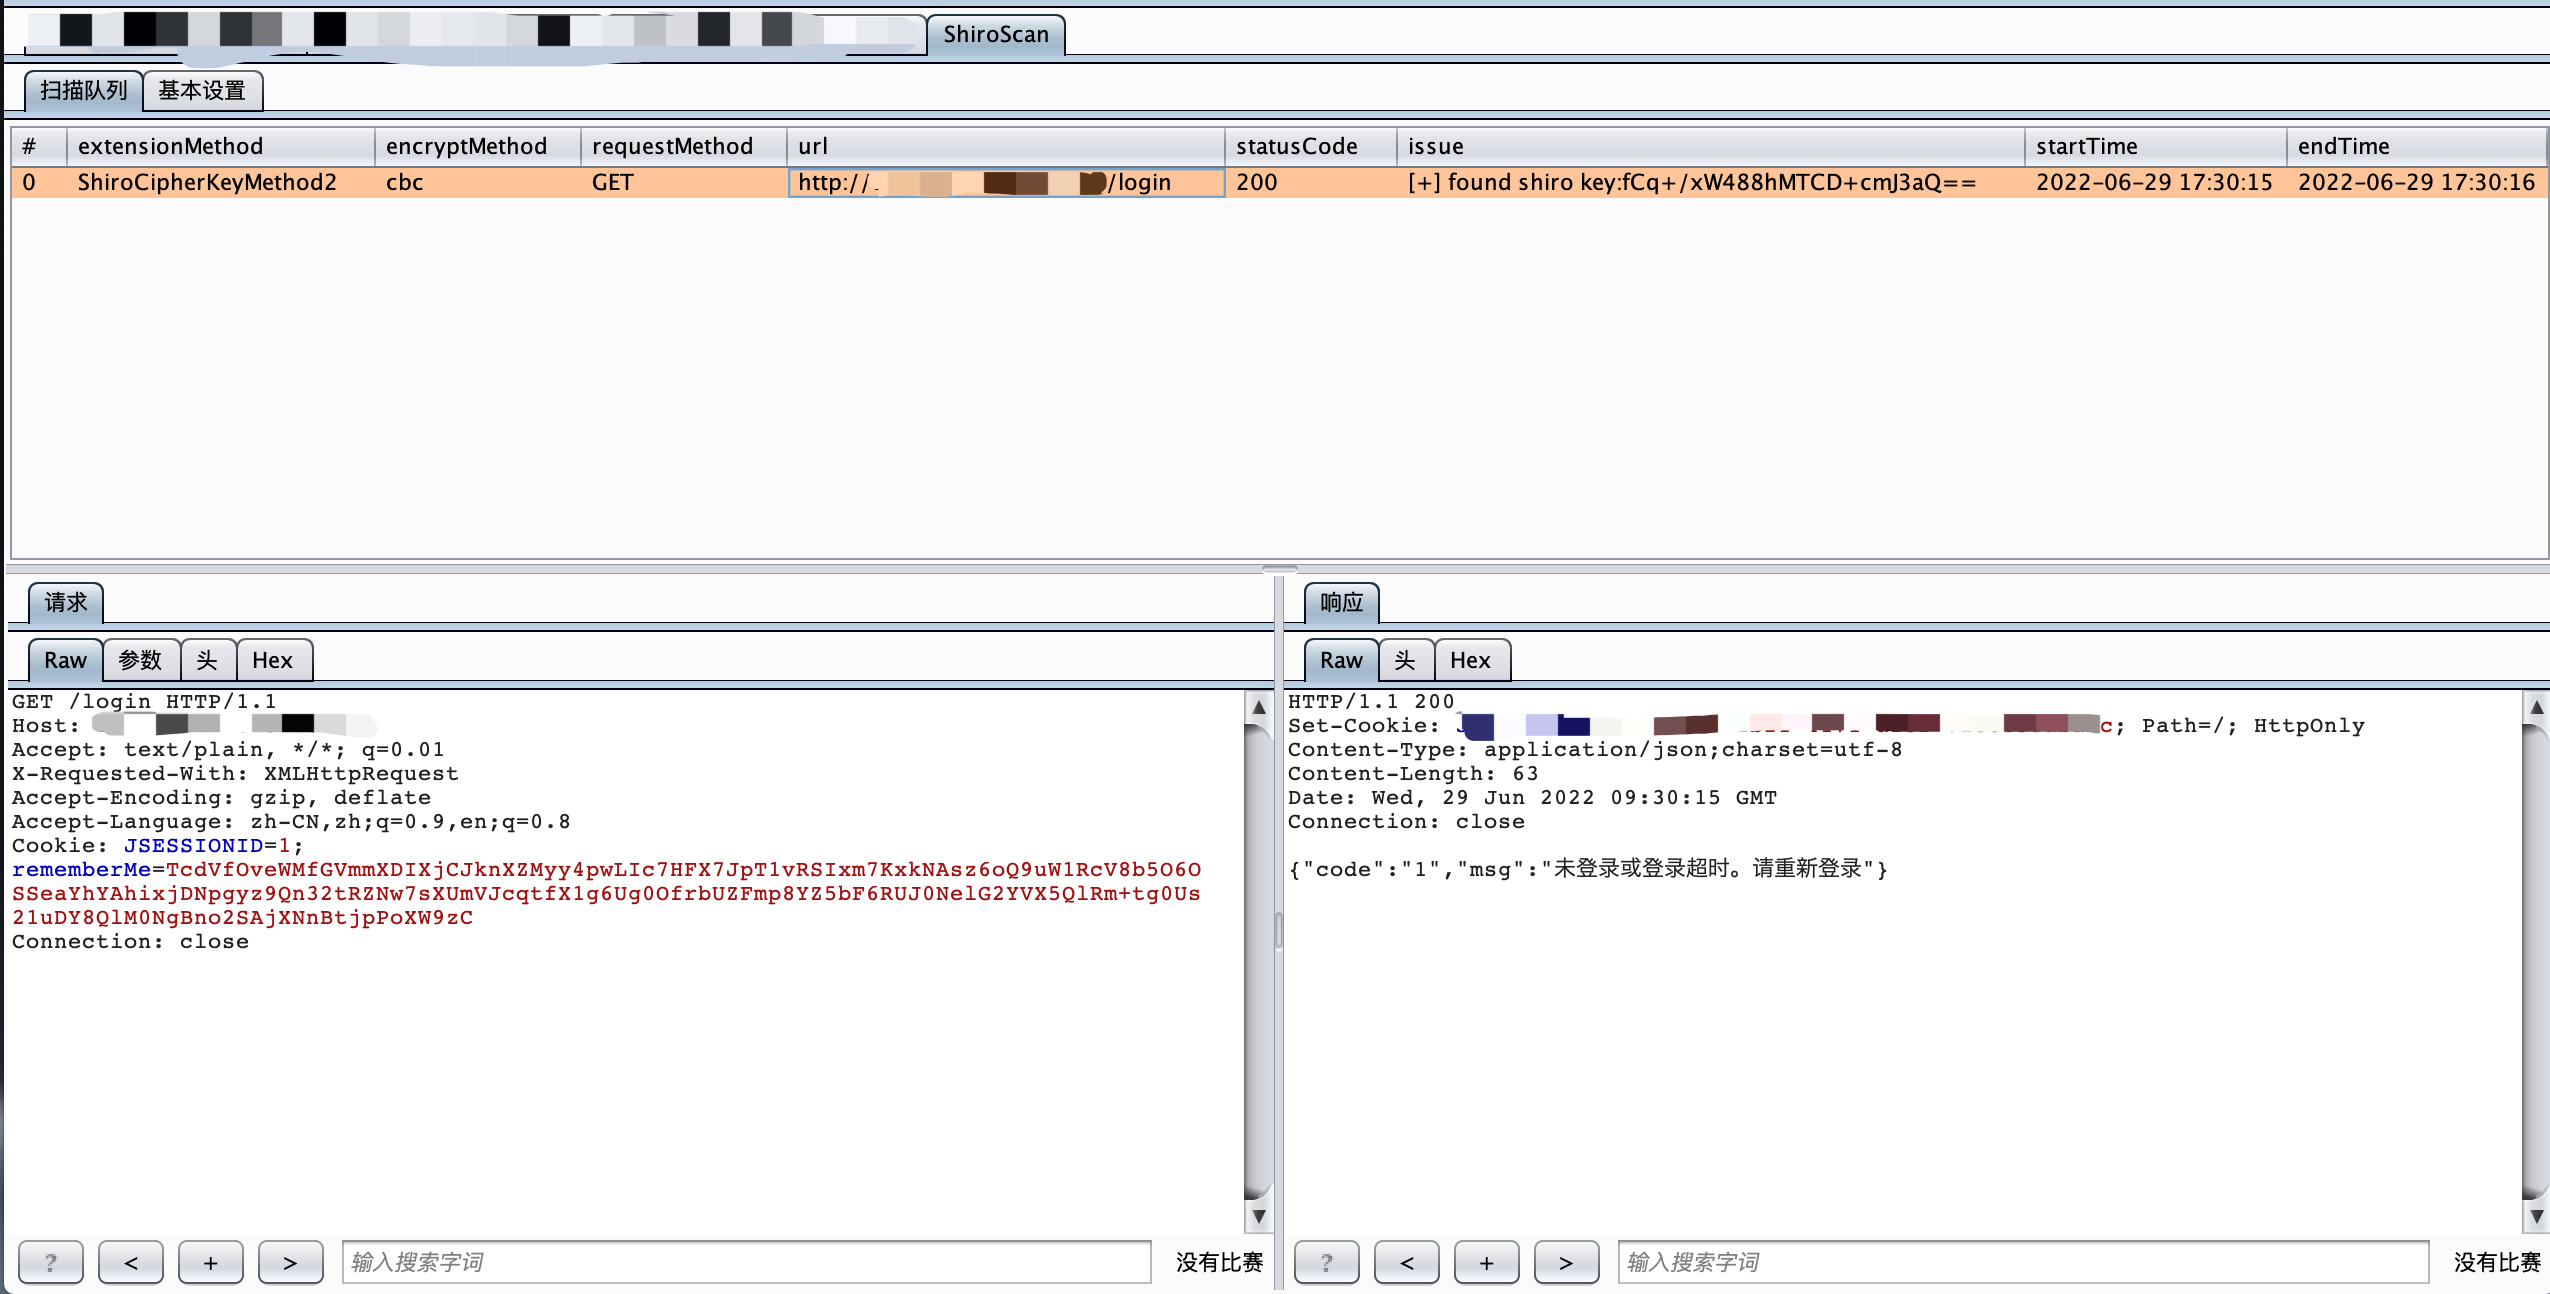 ShiroScan
扫描队列 基本设置
# extensionMethod encryptMethod requestMethod url statusCode issue startTime endTime
0 ShiroCipherKeyMethod2 cbc GET http:// /login 200 [+] found shiro key:fCq+/xW488hMTCD+cmJ3aQ== 2022-06-29 17:30:15 2022-06-29 17:30:16
请求
Raw 参数 头 Hex
GET /login HTTP/1.1
Host:
Accept: text/plain, */*; q=0.01
X-Requested-With: XMLHttpRequest
Accept-Encoding: gzip, deflate
Accept-Language: zh-CN,zh;q=0.9,en;q=0.8
Cookie: JSESSIONID=1;
rememberMe=TcdVfOveWMfGVmmXDIXjCJknXZMyy4pwLIc7HFX7JpT1vRSIxm7KxkNAsz6oQ9uW1RcV8b5O6O
SSeaYhYAhixjDNpgyz9Qn32tRZNw7sXUmVJcqtfX1g6Ug0OfrbUZFmp8YZ5bF6RUJ0NelG2YVX5QlRm+tg0Us
21uDY8QlM0NgBno2SAjXNnBtjpPoXW9zC
Connection: close
? < + > 输入搜索字词 没有比赛
响应
Raw 头 Hex
HTTP/1.1 200
Set-Cookie: c; Path=/; HttpOnly
Content-Type: application/json;charset=utf-8
Content-Length: 63
Date: Wed, 29 Jun 2022 09:30:15 GMT
Connection: close
{"code":"1","msg":"未登录或登录超时。请重新登录"}
? < + > 输入搜索字词 没有比赛